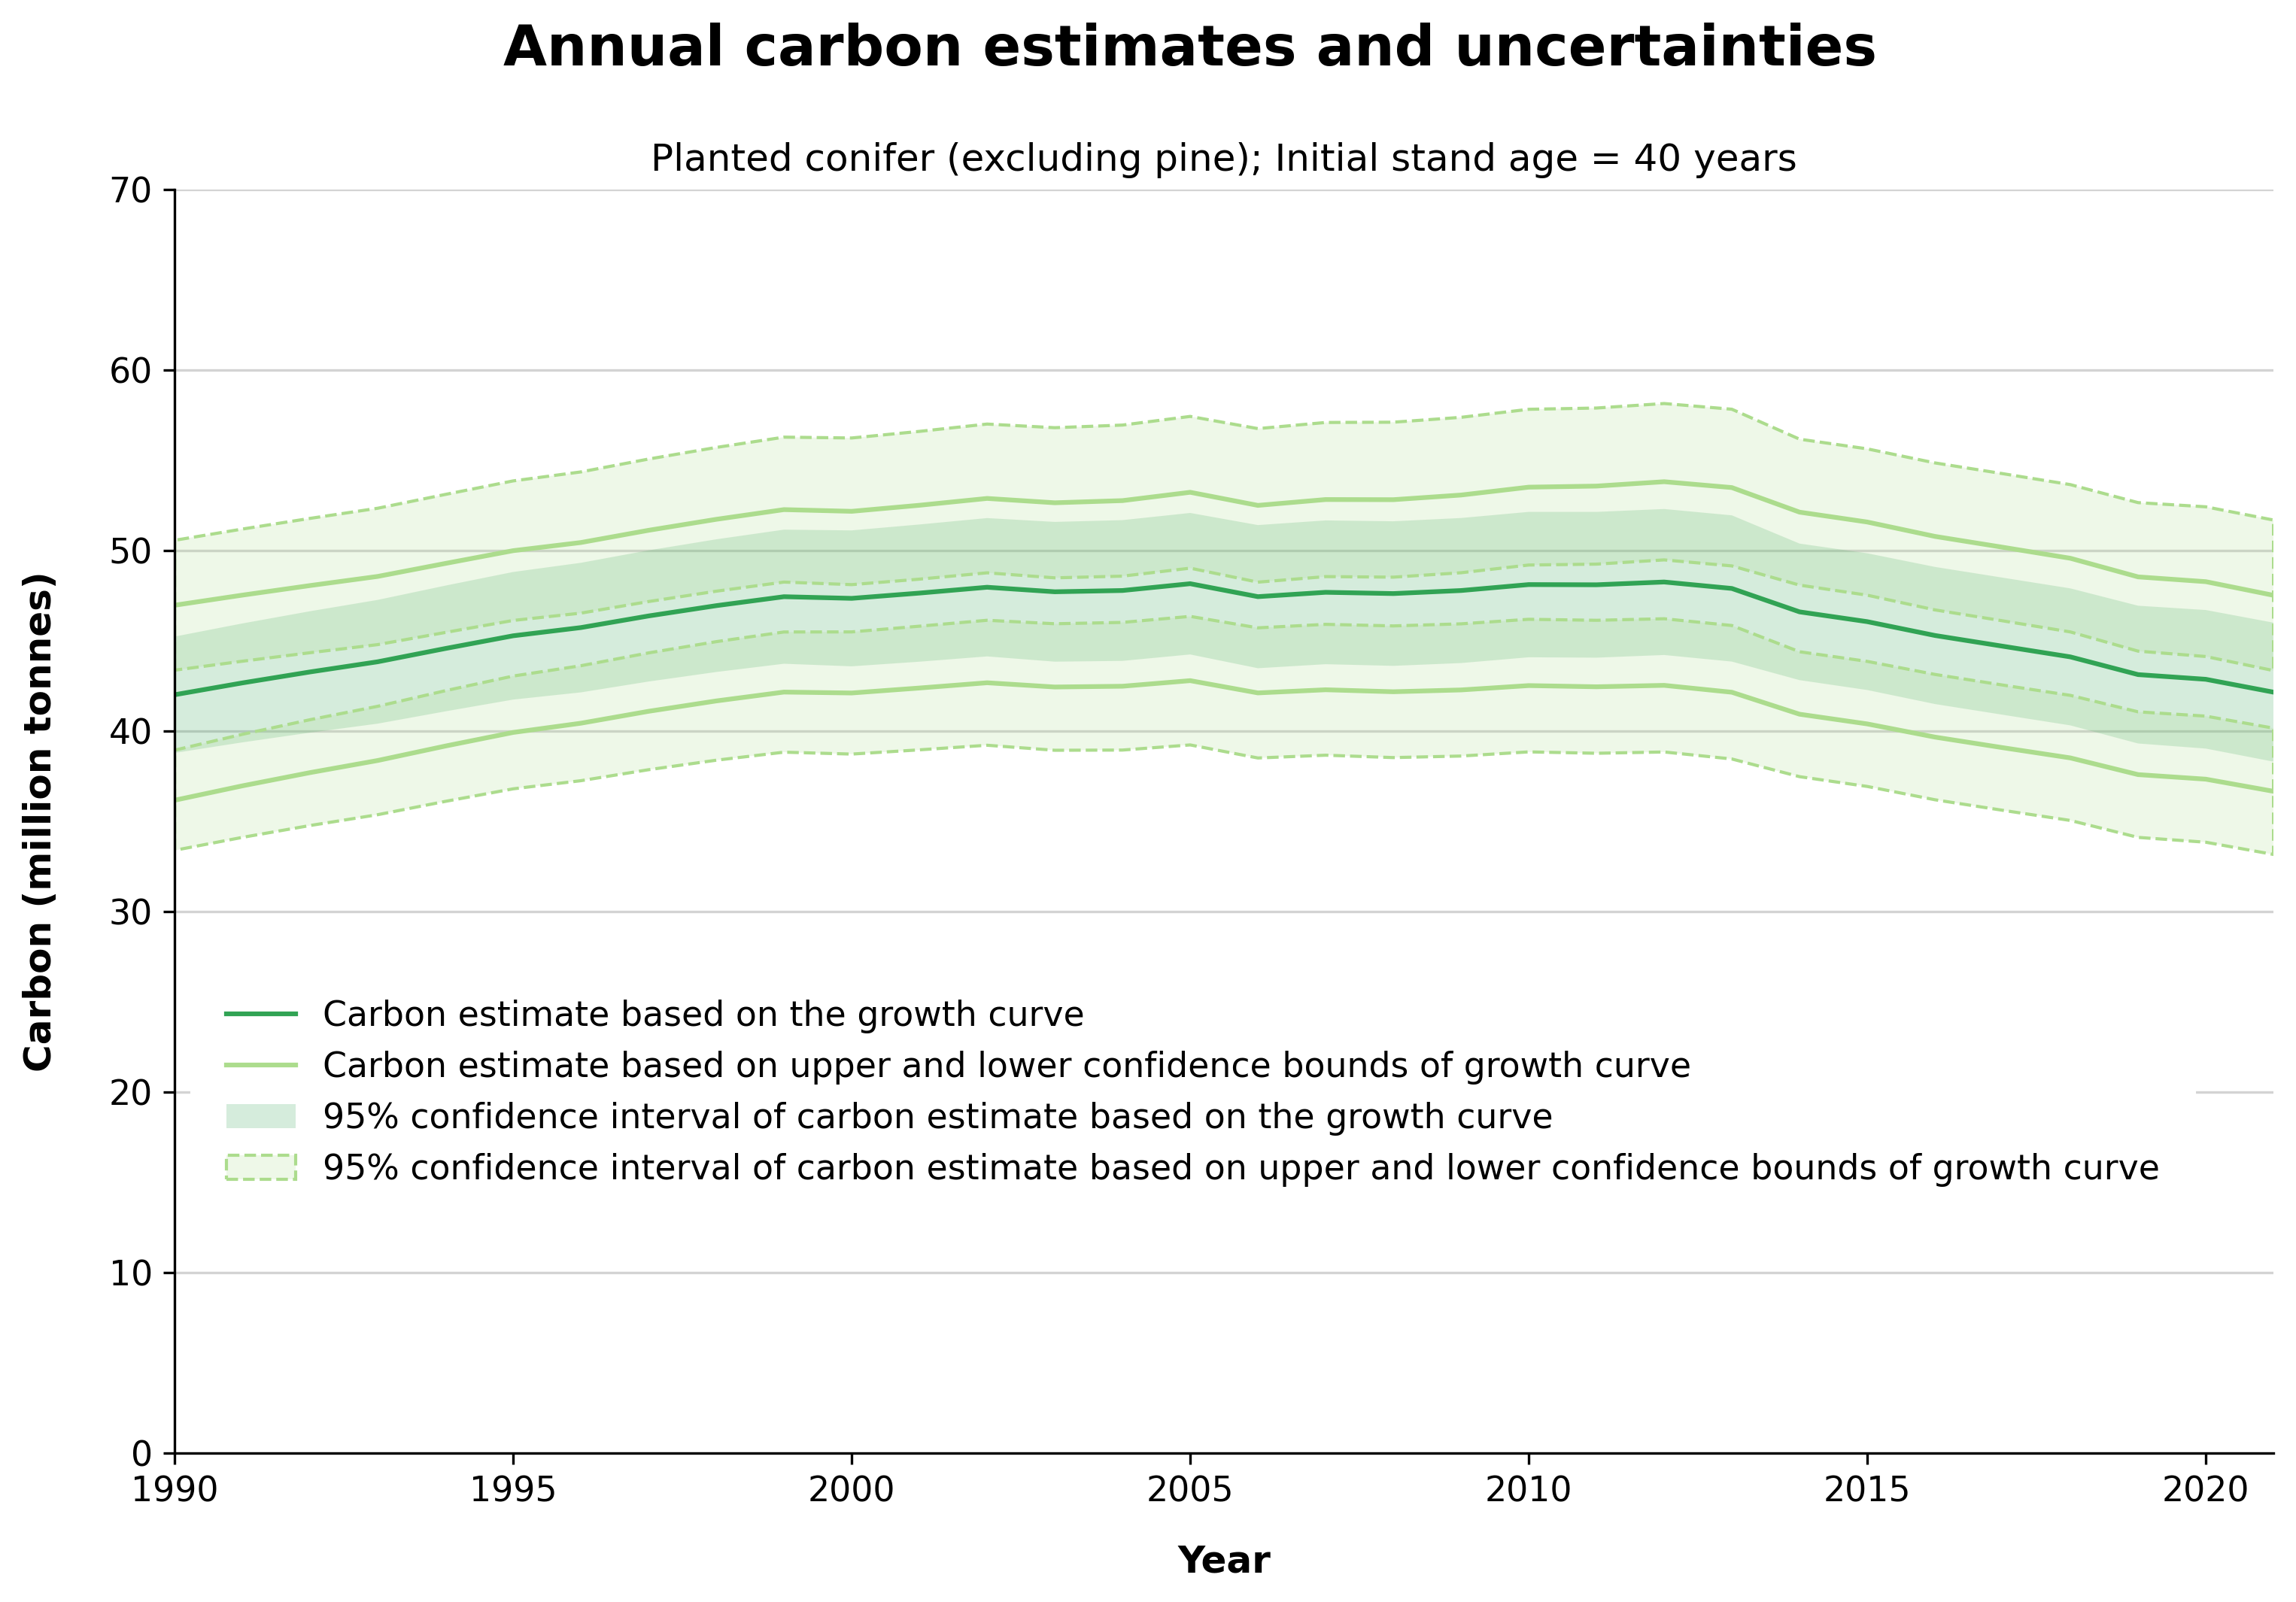 Annual carbon estimates and uncertainties
Planted conifer (excluding pine); Initial stand age = 40 years
70
60
50
40
30
20
10
0
Carbon (million tonnes)
Carbon estimate based on the growth curve
Carbon estimate based on upper and lower confidence bounds of growth curve
95% confidence interval of carbon estimate based on the growth curve
95% confidence interval of carbon estimate based on upper and lower confidence bounds of growth curve
1990 1995 2000 2005 2010 2015 2020
Year